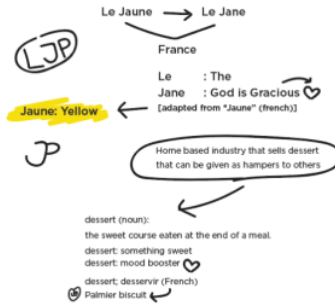 Le Jaune Le Jane
France
LJP
Le : The
Jane : God is Gracious
[adapted from "Jaune" (french)]
Jaune: Yellow
JP
Home based industry that sells dessert
that can be given as hampers to others
dessert (noun):
the sweet course eaten at the end of a meal.
dessert: something sweet
dessert: mood booster
dessert; desservir (French)
JP Palmier biscuit